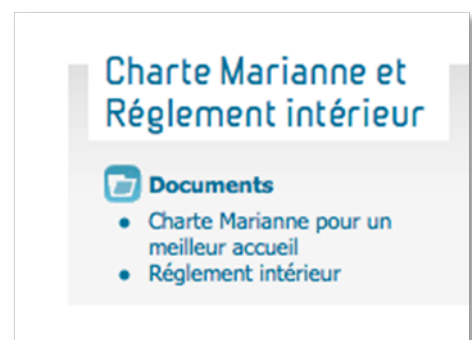 Charte Marianne et
Réglement intérieur
Documents
• Charte Marianne pour un
meilleur accueil
• Réglement intérieur